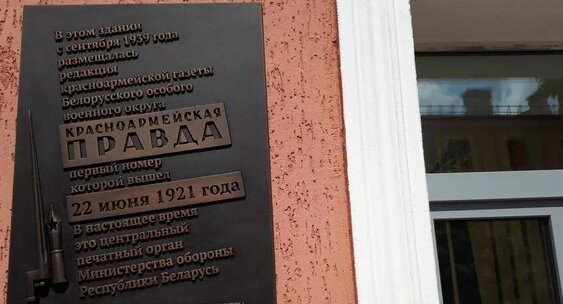 В этом здании
с сентября 1939 года
размещалась
редакция
красноармейской газеты
Белорусского особого
военного округа
КРАСНОАРМЕЙСКАЯ
ПРАВДА
первый номер
которой вышел
22 июня 1921 года
В настоящее время
это центральный
печатный орган
Министерства обороны
Республики Беларусь